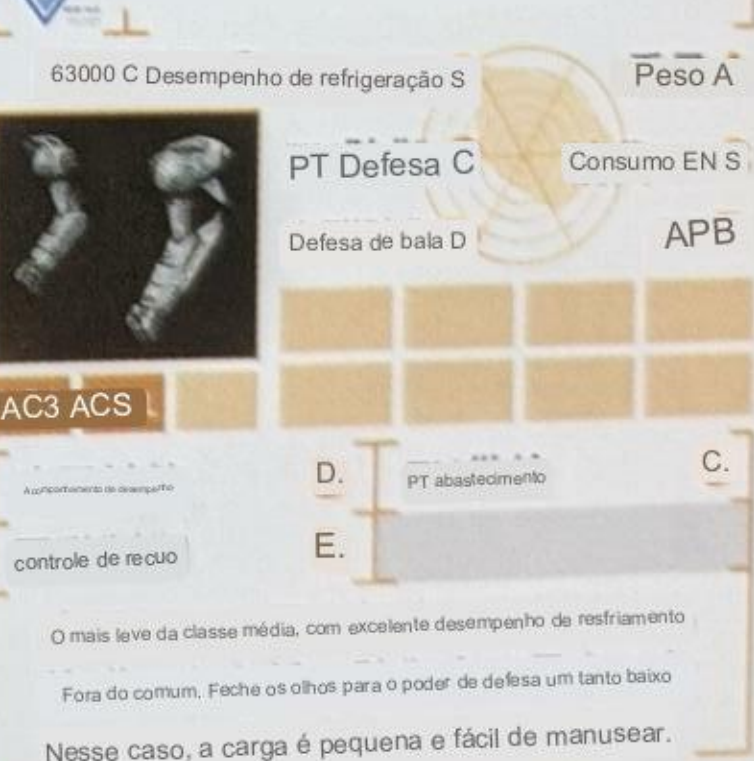 63000 C Desempenho de refrigeração S
Peso A
PT Defesa C
Consumo EN S
Defesa de bala D
APB
AC3 ACS
D.
PT abastecimento
C.
controle de recuo
E.
O mais leve da classe média, com excelente desempenho de resfriamento
Fora do comum, Feche os olhos para o poder de defesa um tanto baixo
Nesse caso, a carga é pequena e fácil de manusear.